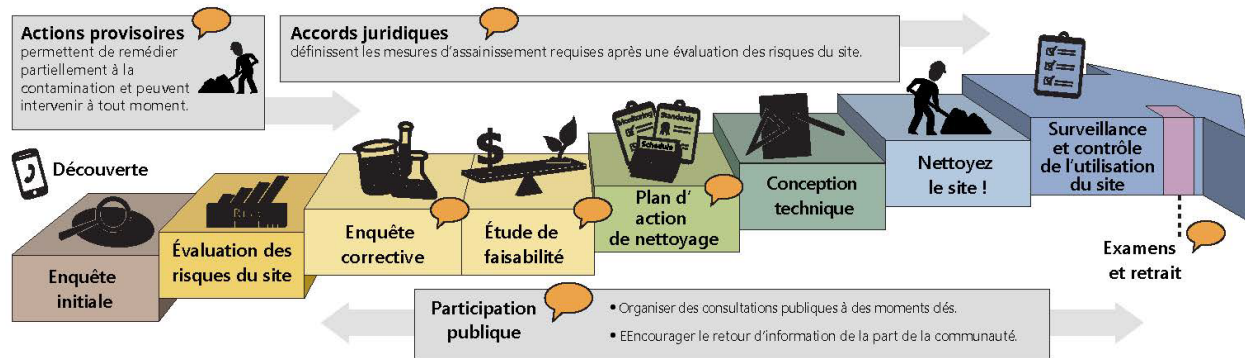 Actions provisoires
permettent de remédier
partiellement à la
contamination et peuvent
intervenir à tout moment.
Accords juridiques
définissent les mesures d'assainissement requises après une évaluation des risques du site.
Découverte
Enquête
initiale
Évaluation des
risques du site
Enquête
corrective
$
Étude de
faisabilité
Monitoring
Standards
Schedule
Plan d'
action
de nettoyage
Conception
technique
Nettoyez
le site !
Surveillance
et contrôle
de l'utilisation
du site
Examens
et retrait
Participation
publique
• Organiser des consultations publiques à des moments clés.
• EEncourager le retour d'information de la part de la communauté.